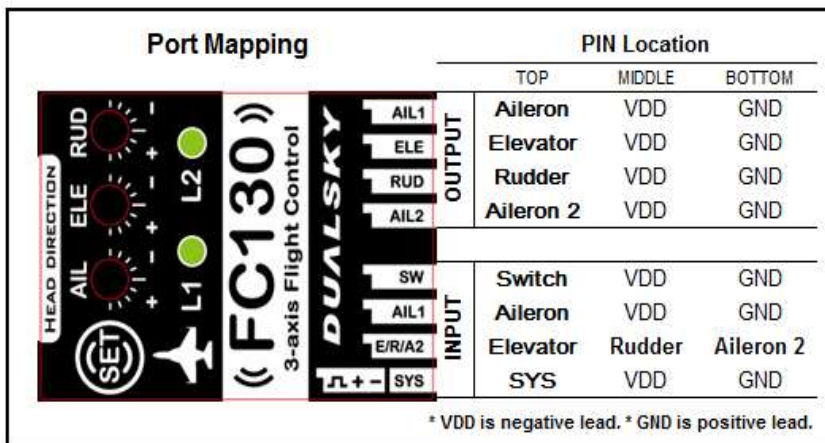 Port Mapping
PIN Location
TOP MIDDLE BOTTOM
OUTPUT
Aileron VDD GND
Elevator VDD GND
Rudder VDD GND
Aileron 2 VDD GND
INPUT
Switch VDD GND
Aileron VDD GND
Elevator Rudder Aileron 2
SYS VDD GND
* VDD is negative lead. * GND is positive lead.
HEAD DIRECTION
AIL ELE RUD
- + - + - +
SET
L1 L2
((FC130))
3-axis Flight Control
DUALSKY
AIL1
ELE
RUD
AIL2
SW
AIL1
E/R/A2
+ - SYS